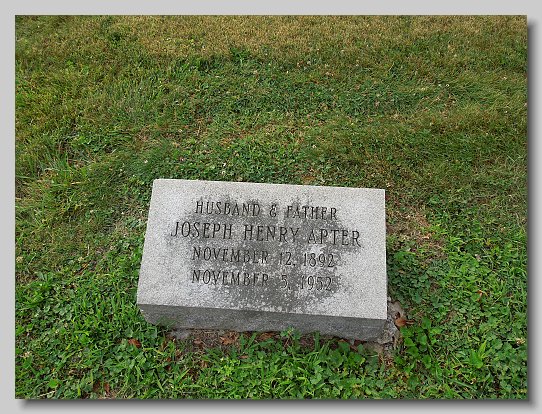 HUSBAND & FATHER
JOSEPH HENRY APTER
NOVEMBER 12, 1892
NOVEMBER 5, 1952